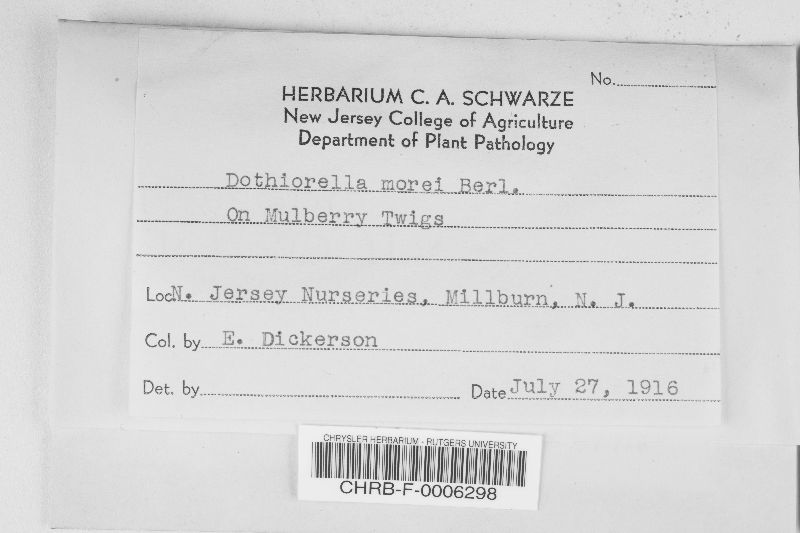 No.
HERBARIUM C. A. SCHWARZE
New Jersey College of Agriculture
Department of Plant Pathology
Dothiorella morei Berl.
On Mulberry Twigs
Loc N. Jersey Nurseries, Millburn, N. J.
Col. by E. Dickerson
Det. by
Date July 27, 1916
CHRYSLER HERBARIUM - RUTGERS UNIVERSITY
CHRB-F-0006298